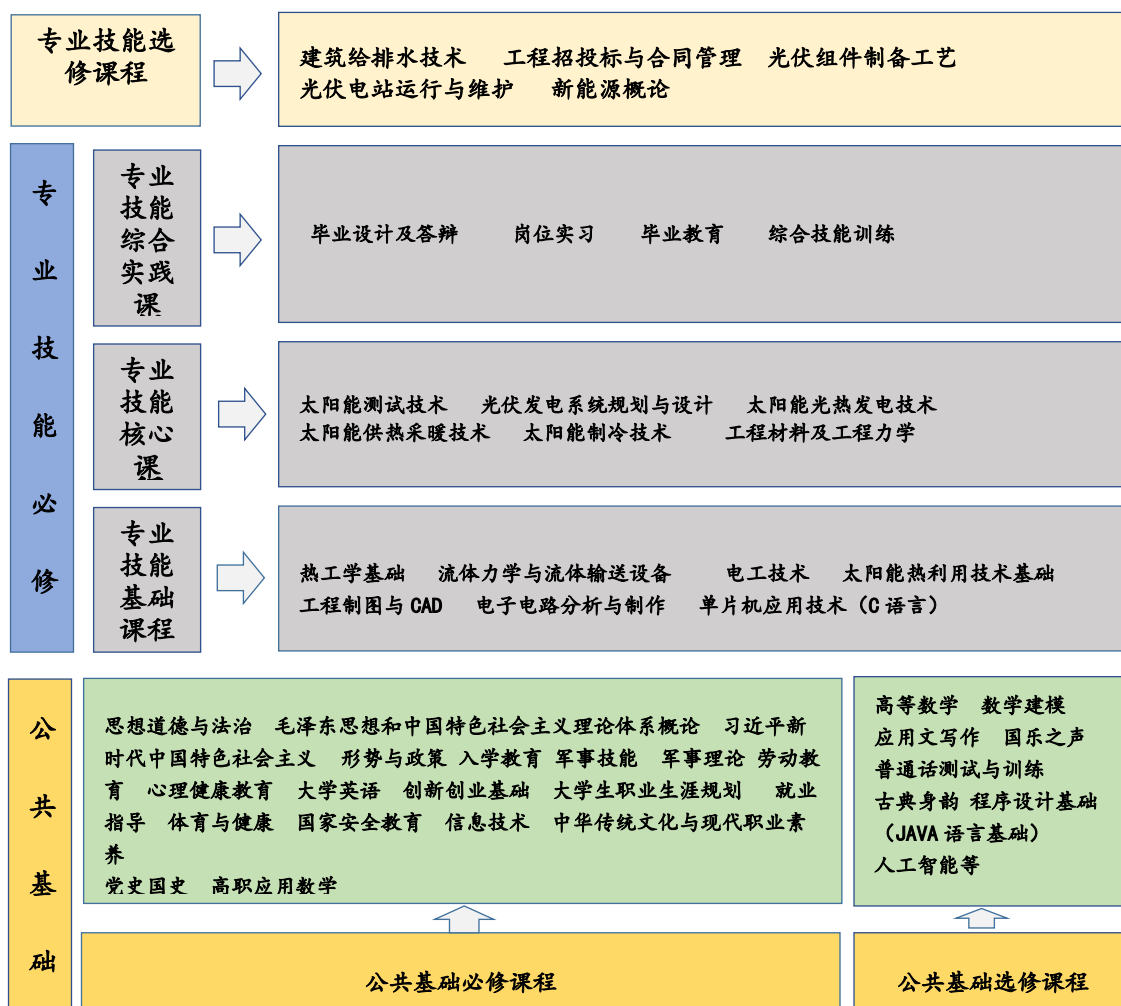 专业技能选
修课程
建筑给排水技术 工程招投标与合同管理 光伏组件制备工艺
光伏电站运行与维护 新能源概论
专
业
技
能
必
修
专业
技能
综合
实践
课
毕业设计及答辩 岗位实习 毕业教育 综合技能训练
专业
技能
核心
课
太阳能测试技术 光伏发电系统规划与设计 太阳能光热发电技术
太阳能供热采暖技术 太阳能制冷技术 工程材料及工程力学
专业
技能
基础
课程
热工学基础 流体力学与流体输送设备 电工技术 太阳能热利用技术基础
工程制图与 CAD 电子电路分析与制作 单片机应用技术（C 语言）
公
共
基
础
思想道德与法治 毛泽东思想和中国特色社会主义理论体系概论 习近平新
时代中国特色社会主义 形势与政策 入学教育 军事技能 军事理论 劳动教
育 心理健康教育 大学英语 创新创业基础 大学生职业生涯规划 就业
指导 体育与健康 国家安全教育 信息技术 中华传统文化与现代职业素
养
党史国史 高职应用数学
高等数学 数学建模
应用文写作 国乐之声
普通话测试与训练
古典身韵 程序设计基础
（JAVA 语言基础）
人工智能等
公共基础必修课程
公共基础选修课程